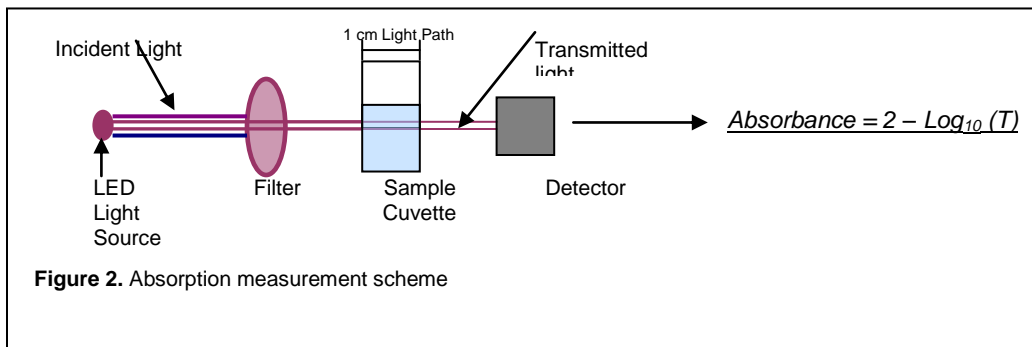 1 cm Light Path
Incident Light
Transmitted
light
Absorbance = 2 – Log10 (T)
LED
Light
Source
Filter
Sample
Cuvette
Detector
Figure 2. Absorption measurement scheme